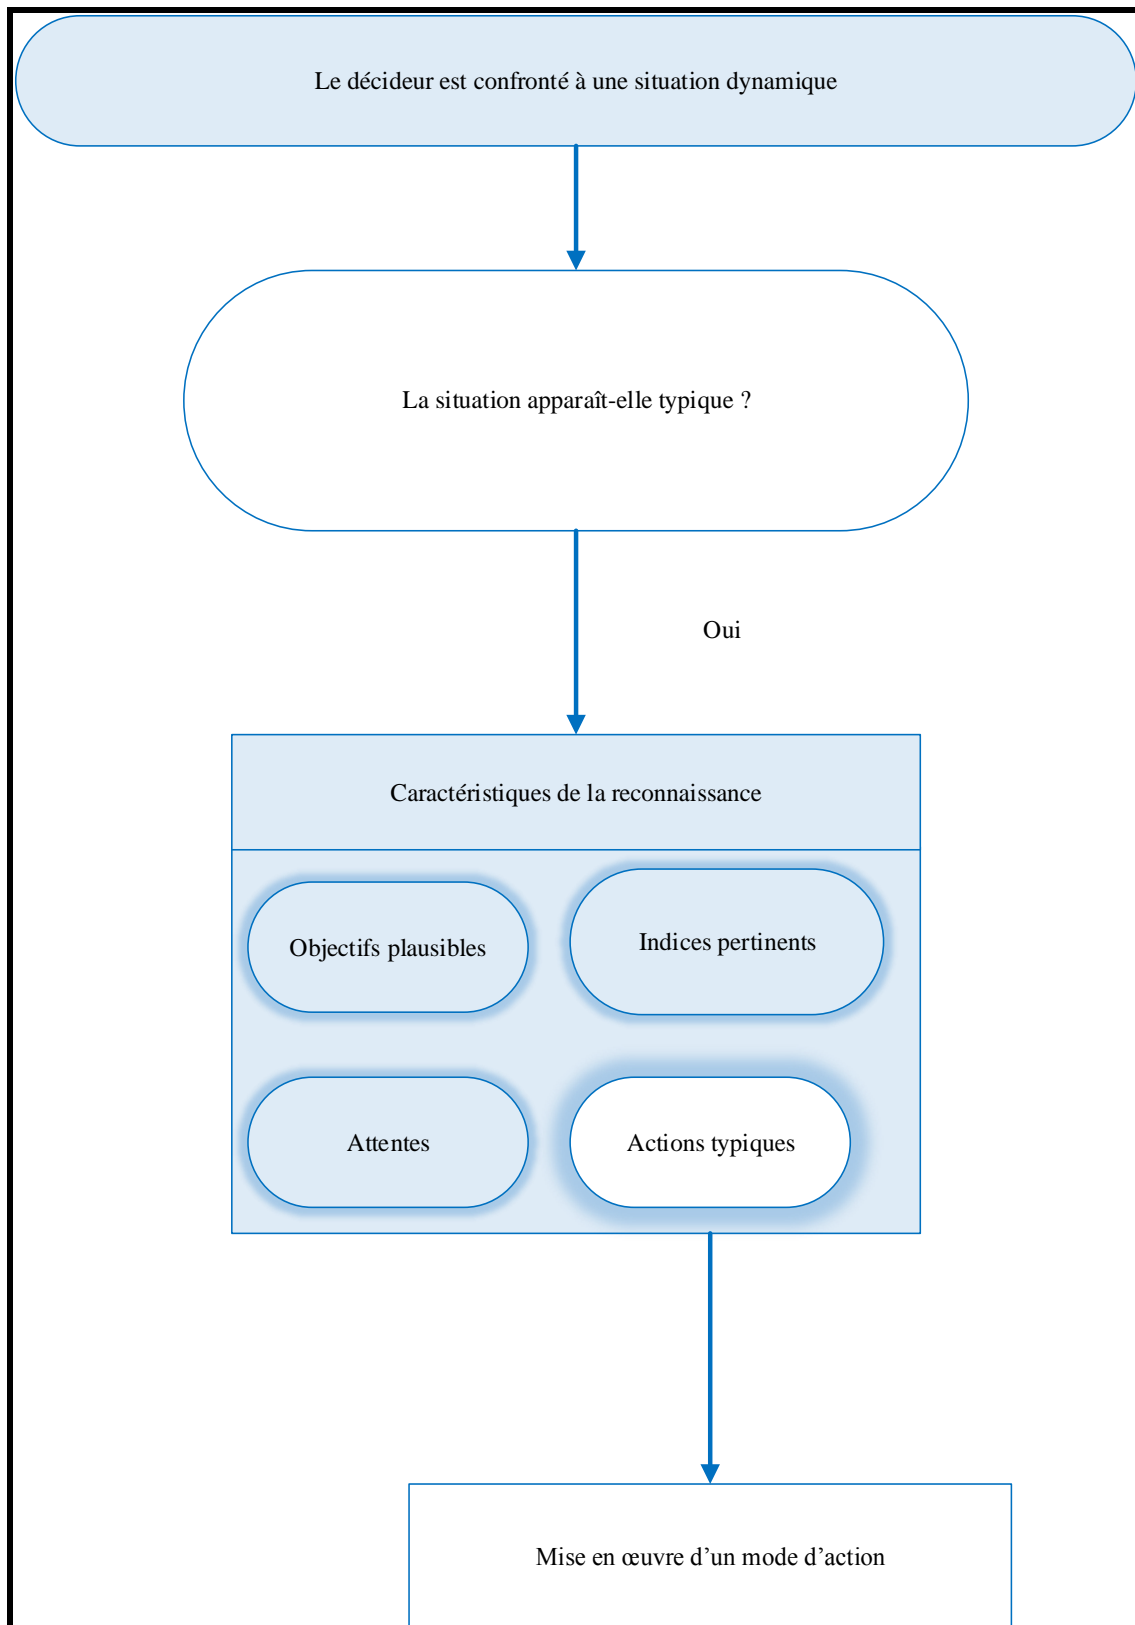 Le décideur est confronté à une situation dynamique
La situation apparaît-elle typique ?
Oui
Caractéristiques de la reconnaissance
Objectifs plausibles
Indices pertinents
Attentes
Actions typiques
Mise en œuvre d’un mode d’action